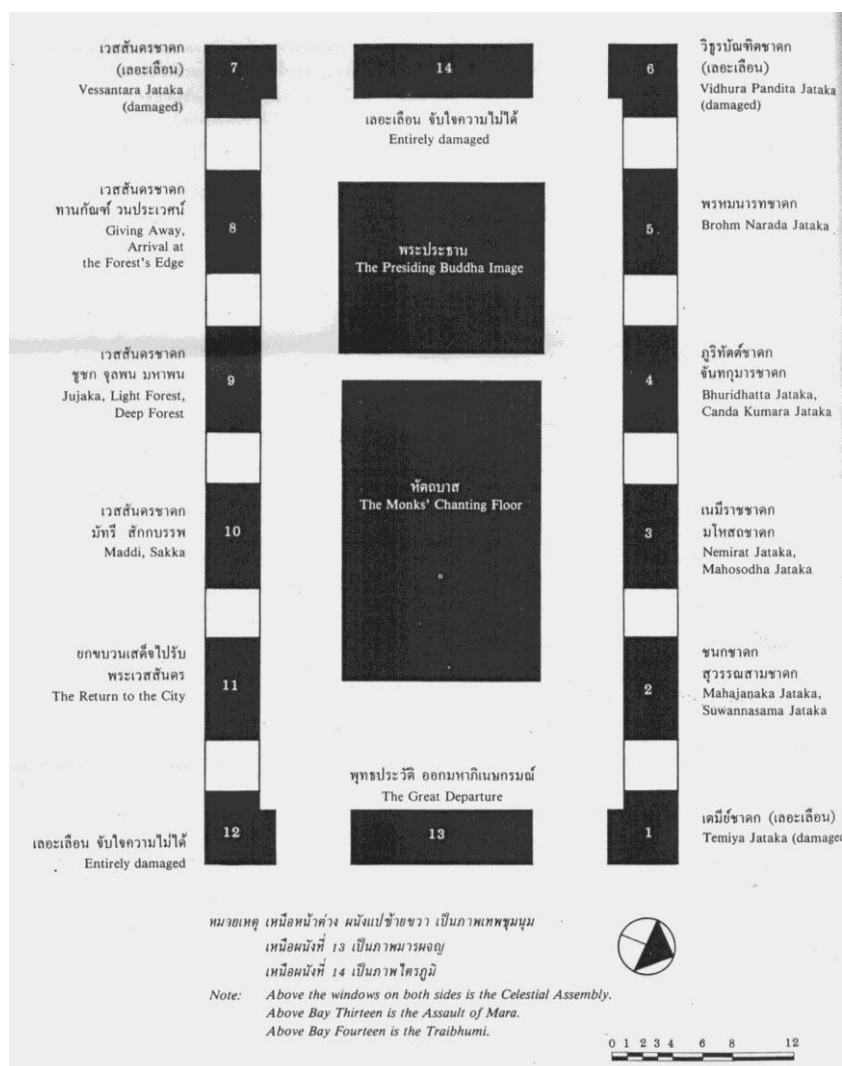 เวสสันดรชาดก
(เลอะเลือน)
Vessantara Jataka
(damaged)
7
14
เลอะเลือน จับใจความไม่ได้
Entirely damaged
6
วิธูรบัณฑิตชาดก
(เลอะเลือน)
Vidhura Pandita Jataka
(damaged)
เวสสันดรชาดก
ทานกัณฑ์ วนประเวศน์
Giving Away,
Arrival at
the Forest's Edge
8
พระประธาน
The Presiding Buddha Image
5
พรหมนารทชาดก
Brohm Narada Jataka
เวสสันดรชาดก
ชูชก จุลพน มหาพน
Jujaka, Light Forest,
Deep Forest
9
4
ภูริทัตต์ชาดก
จันทกุมารชาดก
Bhuridhatta Jataka,
Canda Kumara Jataka
เวสสันดรชาดก
มัทรี สักกบรรพ
Maddi, Sakka
10
หัตถบาส
The Monks' Chanting Floor
3
เนมีราชชาดก
มโหสถชาดก
Nemirat Jataka,
Mahosodha Jataka
ยกขบวนเสด็จไปรับ
พระเวสสันดร
The Return to the City
11
2
ชนกชาดก
สุวรรณสามชาดก
Mahajanaka Jataka,
Suwannasama Jataka
พุทธประวัติ ออกมหาภิเนษกรมณ์
The Great Departure
13
12
เลอะเลือน จับใจความไม่ได้
Entirely damaged
1
เตมีย์ชาดก (เลอะเลือน)
Temiya Jataka (damaged
หมายเหตุ เหนือหน้าต่าง ผนังแปซ้ายขวา เป็นภาพเทพชุมนุม
เหนือผนังที่ 13 เป็นภาพมารผจญ
เหนือผนังที่ 14 เป็นภาพไตรภูมิ
Note: Above the windows on both sides is the Celestial Assembly.
Above Bay Thirteen is the Assault of Mara.
Above Bay Fourteen is the Traibhumi.
0 1 2 3 4 6 8 12